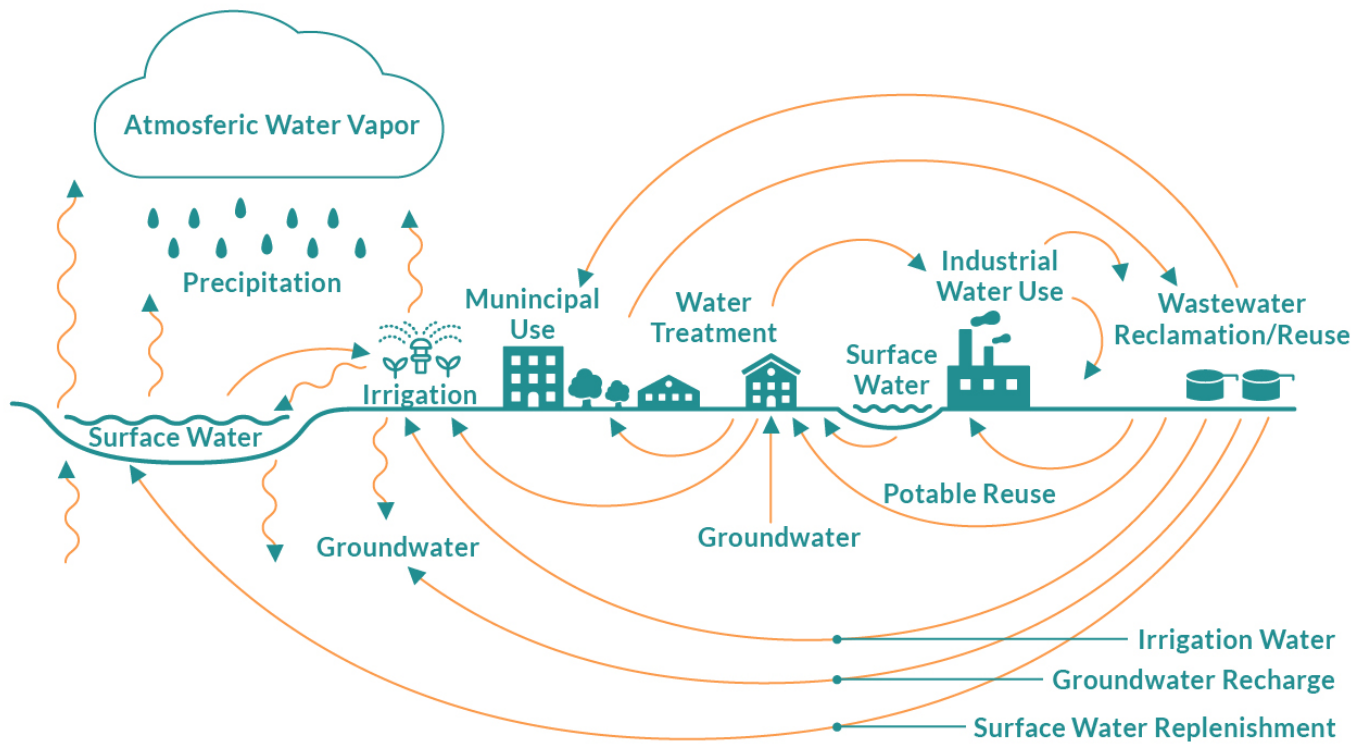 Atmosferic Water Vapor
Precipitation
Munincipal
Use
Water
Treatment
Industrial
Water Use
Wastewater
Reclamation/Reuse
Surface
Water
Irrigation
Surface Water
Potable Reuse
Groundwater
Groundwater
Irrigation Water
Groundwater Recharge
Surface Water Replenishment